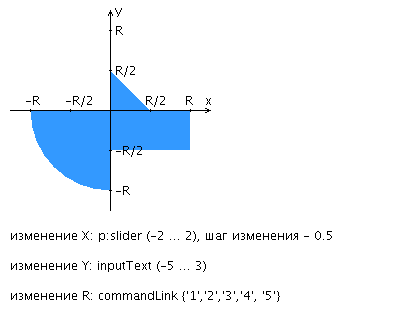 y
R
R/2
-R
-R/2
R/2
R
x
-R/2
-R
изменение X: p:slider (-2 ... 2), шаг изменения - 0.5
изменение Y: inputText (-5 ... 3)
изменение R: commandLink {'1','2','3','4', '5'}